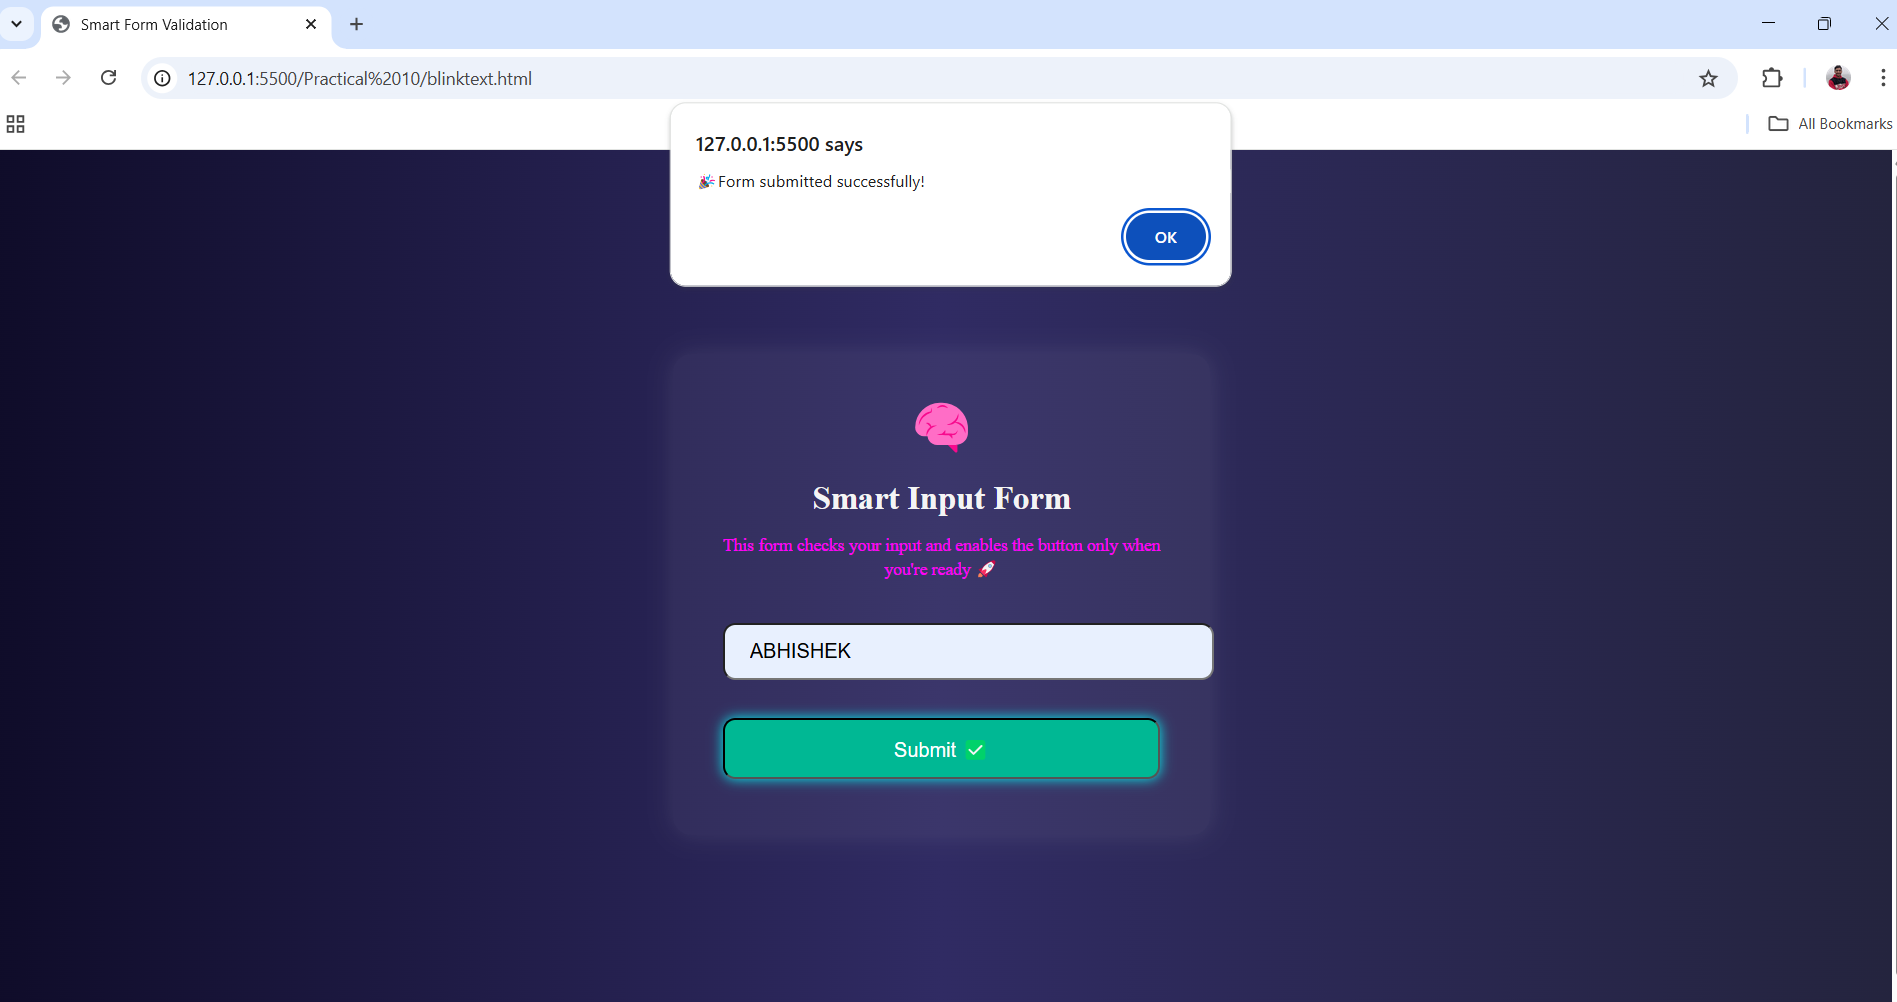 Smart Form Validation
127.0.0.1:5500/Practical%2010/blinktext.html
All Bookmarks
127.0.0.1:5500 says
🎉Form submitted successfully!
OK
Smart Input Form
This form checks your input and enables the button only when
you're ready 🚀
ABHISHEK
Submit ✅